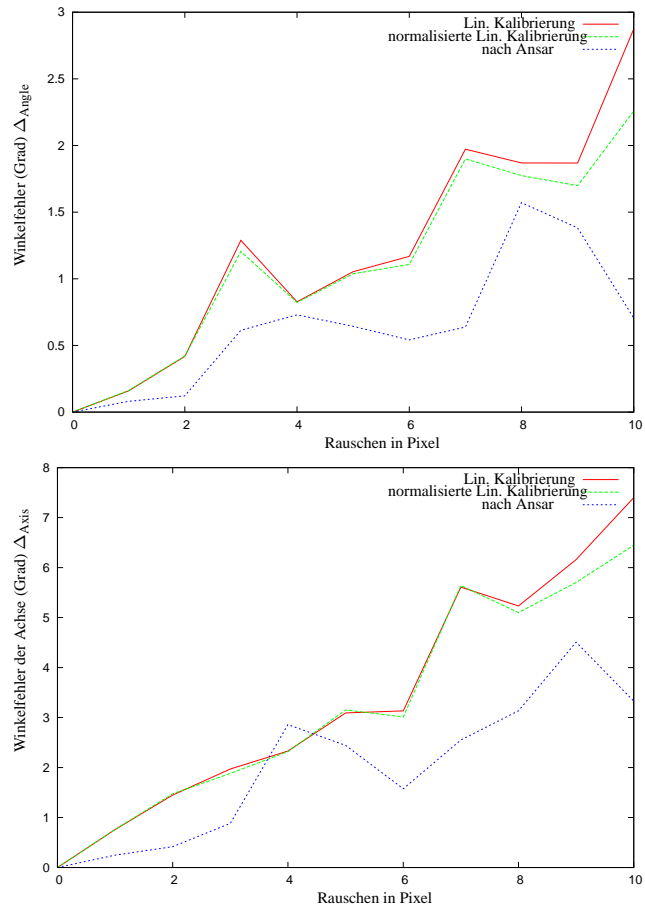 3
2.5
2
1.5
1
0.5
0
0 2 4 6 8 10
Winkelfehler (Grad) Δ_Angle
Rauschen in Pixel
Lin. Kalibrierung
normalisierte Lin. Kalibrierung
nach Ansar
8
7
6
5
4
3
2
1
0
0 2 4 6 8 10
Winkelfehler der Achse (Grad) Δ_Axis
Rauschen in Pixel
Lin. Kalibrierung
normalisierte Lin. Kalibrierung
nach Ansar